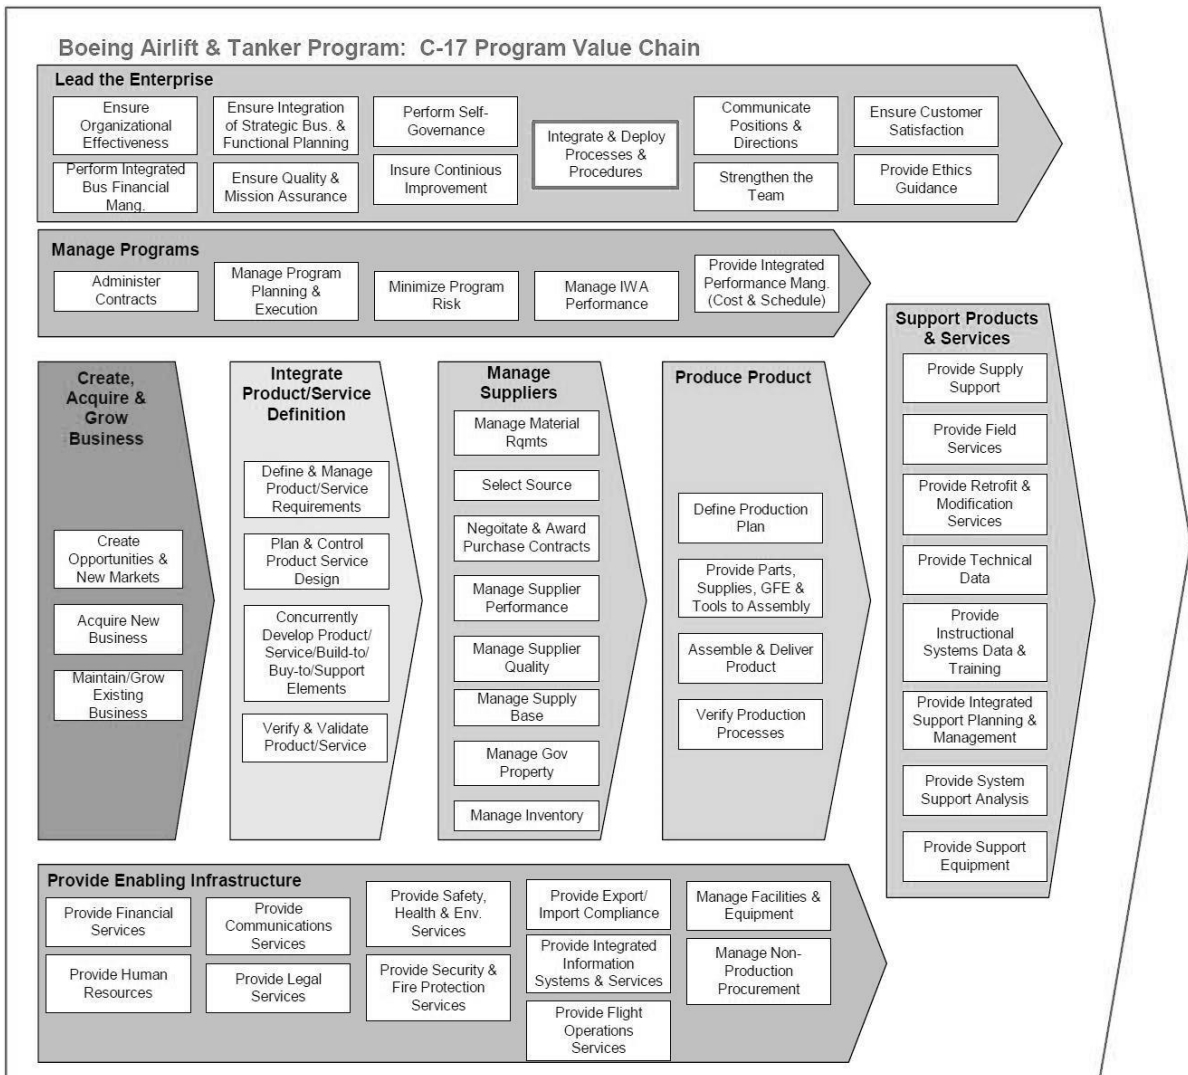 Boeing Airlift & Tanker Program: C-17 Program Value Chain
Lead the Enterprise
Ensure
Organizational
Effectiveness
Perform Integrated
Bus Financial
Mang.
Ensure Integration
of Strategic Bus. &
Functional Planning
Ensure Quality &
Mission Assurance
Perform Self-
Governance
Insure Continious
Improvement
Integrate & Deploy
Processes &
Procedures
Communicate
Positions &
Directions
Strengthen the
Team
Ensure Customer
Satisfaction
Provide Ethics
Guidance
Manage Programs
Administer
Contracts
Manage Program
Planning &
Execution
Minimize Program
Risk
Manage IWA
Performance
Provide Integrated
Performance Mang.
(Cost & Schedule)
Create,
Acquire &
Grow
Business
Create
Opportunities &
New Markets
Acquire New
Business
Maintain/Grow
Existing
Business
Integrate
Product/Service
Definition
Define & Manage
Product/Service
Requirements
Plan & Control
Product Service
Design
Concurrently
Develop Product/
Service/Build-to/
Buy-to/Support
Elements
Verify & Validate
Product/Service
Manage
Suppliers
Manage Material
Rqmts
Select Source
Negoitate & Award
Purchase Contracts
Manage Supplier
Performance
Manage Supplier
Quality
Manage Supply
Base
Manage Gov
Property
Manage Inventory
Produce Product
Define Production
Plan
Provide Parts,
Supplies, GFE &
Tools to Assembly
Assemble & Deliver
Product
Verify Production
Processes
Support Products
& Services
Provide Supply
Support
Provide Field
Services
Provide Retrofit &
Modification
Services
Provide Technical
Data
Provide
Instructional
Systems Data &
Training
Provide Integrated
Support Planning &
Management
Provide System
Support Analysis
Provide Support
Equipment
Provide Enabling Infrastructure
Provide Financial
Services
Provide Human
Resources
Provide
Communications
Services
Provide Legal
Services
Provide Safety,
Health & Env.
Services
Provide Security &
Fire Protection
Services
Provide Export/
Import Compliance
Provide Integrated
Information
Systems & Services
Provide Flight
Operations
Services
Manage Facilities &
Equipment
Manage Non-
Production
Procurement